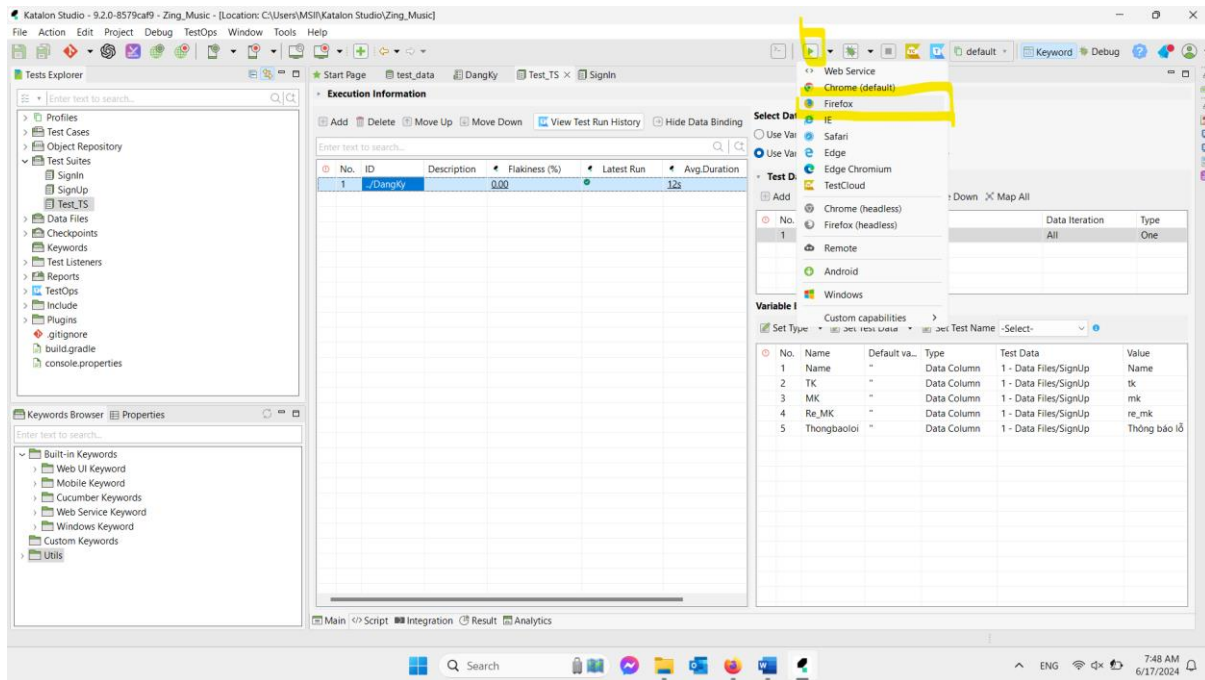 Katalon Studio - 9.2.0-8579caf9 - Zing_Music - [Location: C:\Users\MSII\Katalon Studio\Zing_Music]
File Action Edit Project Debug TestOps Window Tools Help
default Keyword Debug
Tests Explorer
Start Page test_data DangKy Test_TS SignIn
Enter text to search...
Profiles
Test Cases
Object Repository
Test Suites
SignIn
SignUp
Test_TS
Data Files
Checkpoints
Keywords
Test Listeners
Reports
TestOps
Include
Plugins
.gitignore
build.gradle
console.properties
Keywords Browser Properties
Enter text to search...
Built-in Keywords
Web UI Keyword
Mobile Keyword
Cucumber Keywords
Web Service Keyword
Windows Keyword
Custom Keywords
Utils
Execution Information
Add Delete Move Up Move Down View Test Run History Hide Data Binding
Enter text to search...
No. ID Description Flakiness (%) Latest Run Avg.Duration
1 ../DangKy 0.00 12s
Web Service
Chrome (default)
Firefox
IE
Safari
Edge
Edge Chromium
TestCloud
Chrome (headless)
Firefox (headless)
Remote
Android
Windows
Custom capabilities
Select Dat
Use Va
Use Va
Test D
Add Down Map All
No. Data Iteration Type
1 All One
Variable
Set Type Set Test Data Set Test Name -Select-
No. Name Default va... Type Test Data Value
1 Name '' Data Column 1 - Data Files/SignUp Name
2 TK '' Data Column 1 - Data Files/SignUp tk
3 MK '' Data Column 1 - Data Files/SignUp mk
4 Re_MK '' Data Column 1 - Data Files/SignUp re_mk
5 Thongbaoloi '' Data Column 1 - Data Files/SignUp Thông báo lỗ
Main Script Integration Result Analytics
Search
ENG
7:48 AM
6/17/2024